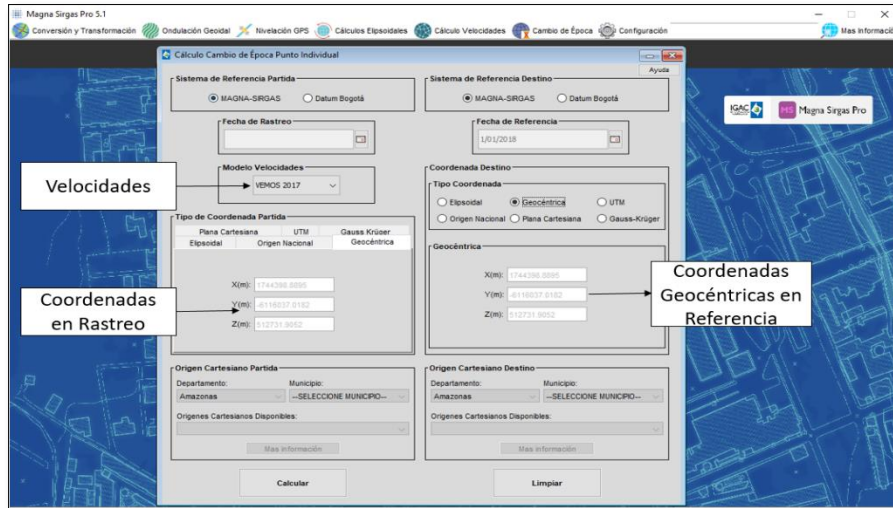 Magna Sirgas Pro 5.1
Conversión y Transformación Ondulación Geoidal Nivelación GPS Cálculos Elipsoidales Cálculo Velocidades Cambio de Época Configuración Mas Informació
Cálculo Cambio de Época Punto Individual
Ayuda
Sistema de Referencia Partida
MAGNA-SIRGAS Datum Bogotá
Sistema de Referencia Destino
MAGNA-SIRGAS Datum Bogotá
Fecha de Rastreo
Fecha de Referencia
1/01/2018
IGAC MS Magna Sirgas Pro
Velocidades
Modelo Velocidades
VEMOS 2017
Coordenada Destino
Tipo Coordenada
Elipsoidal Geocéntrica UTM
Origen Nacional Plana Cartesiana Gauss-Krüger
Tipo de Coordenada Partida
Plana Cartesiana UTM Gauss Krüger
Elipsoidal Origen Nacional Geocéntrica
Coordenadas
en Rastreo
X(m): 1744398.8895
Y(m): -6116037.0182
Z(m): 512731.9052
Geocéntrica
X(m): 1744398.8895
Y(m): -6116037.0182
Z(m): 512731.9052
Coordenadas
Geocéntricas en
Referencia
Origen Cartesiano Partida
Departamento: Municipio:
Amazonas --SELECCIONE MUNICIPIO--
Origenes Cartesianos Disponibles:
Mas información
Origen Cartesiano Destino
Departamento: Municipio:
Amazonas --SELECCIONE MUNICIPIO--
Origenes Cartesianos Disponibles:
Mas información
Calcular
Limpiar